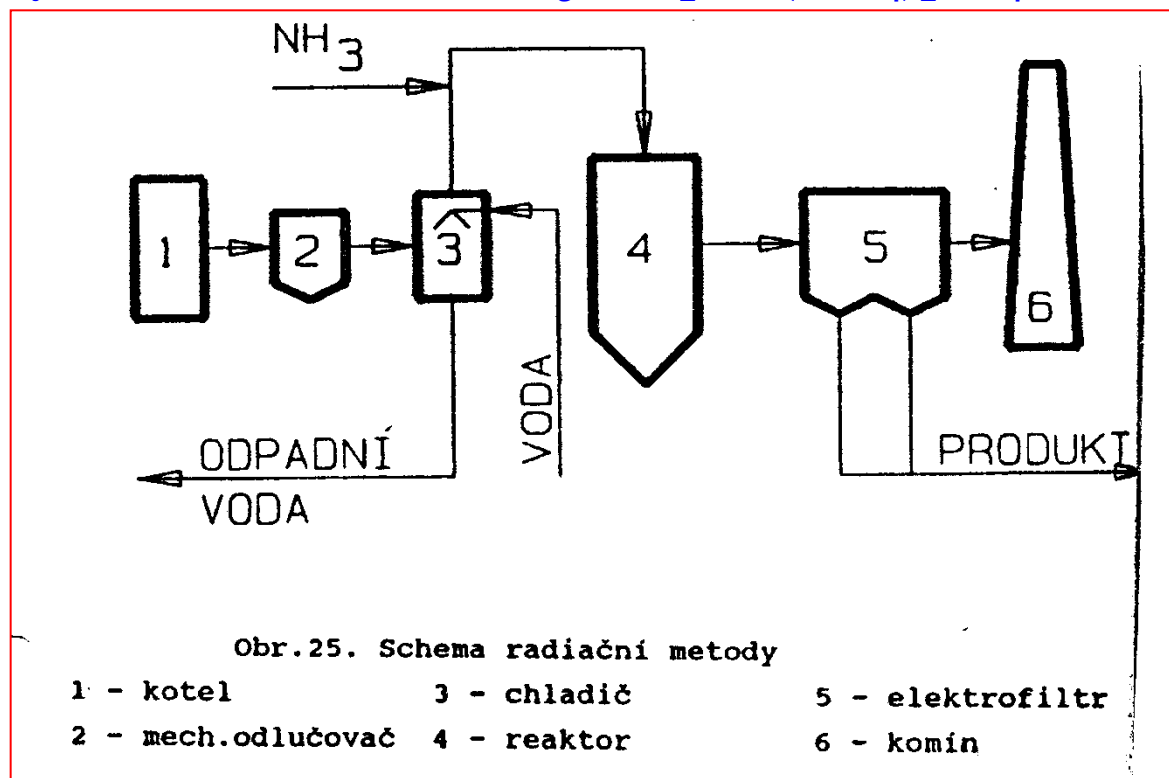 NH3
1
2
3
4
5
6
VODA
ODPADNÍ
VODA
PRODUKT
Obr.25. Schema radiační metody
1 - kotel 3 - chladič 5 - elektrofiltr
2 - mech.odlučovač 4 - reaktor 6 - komín